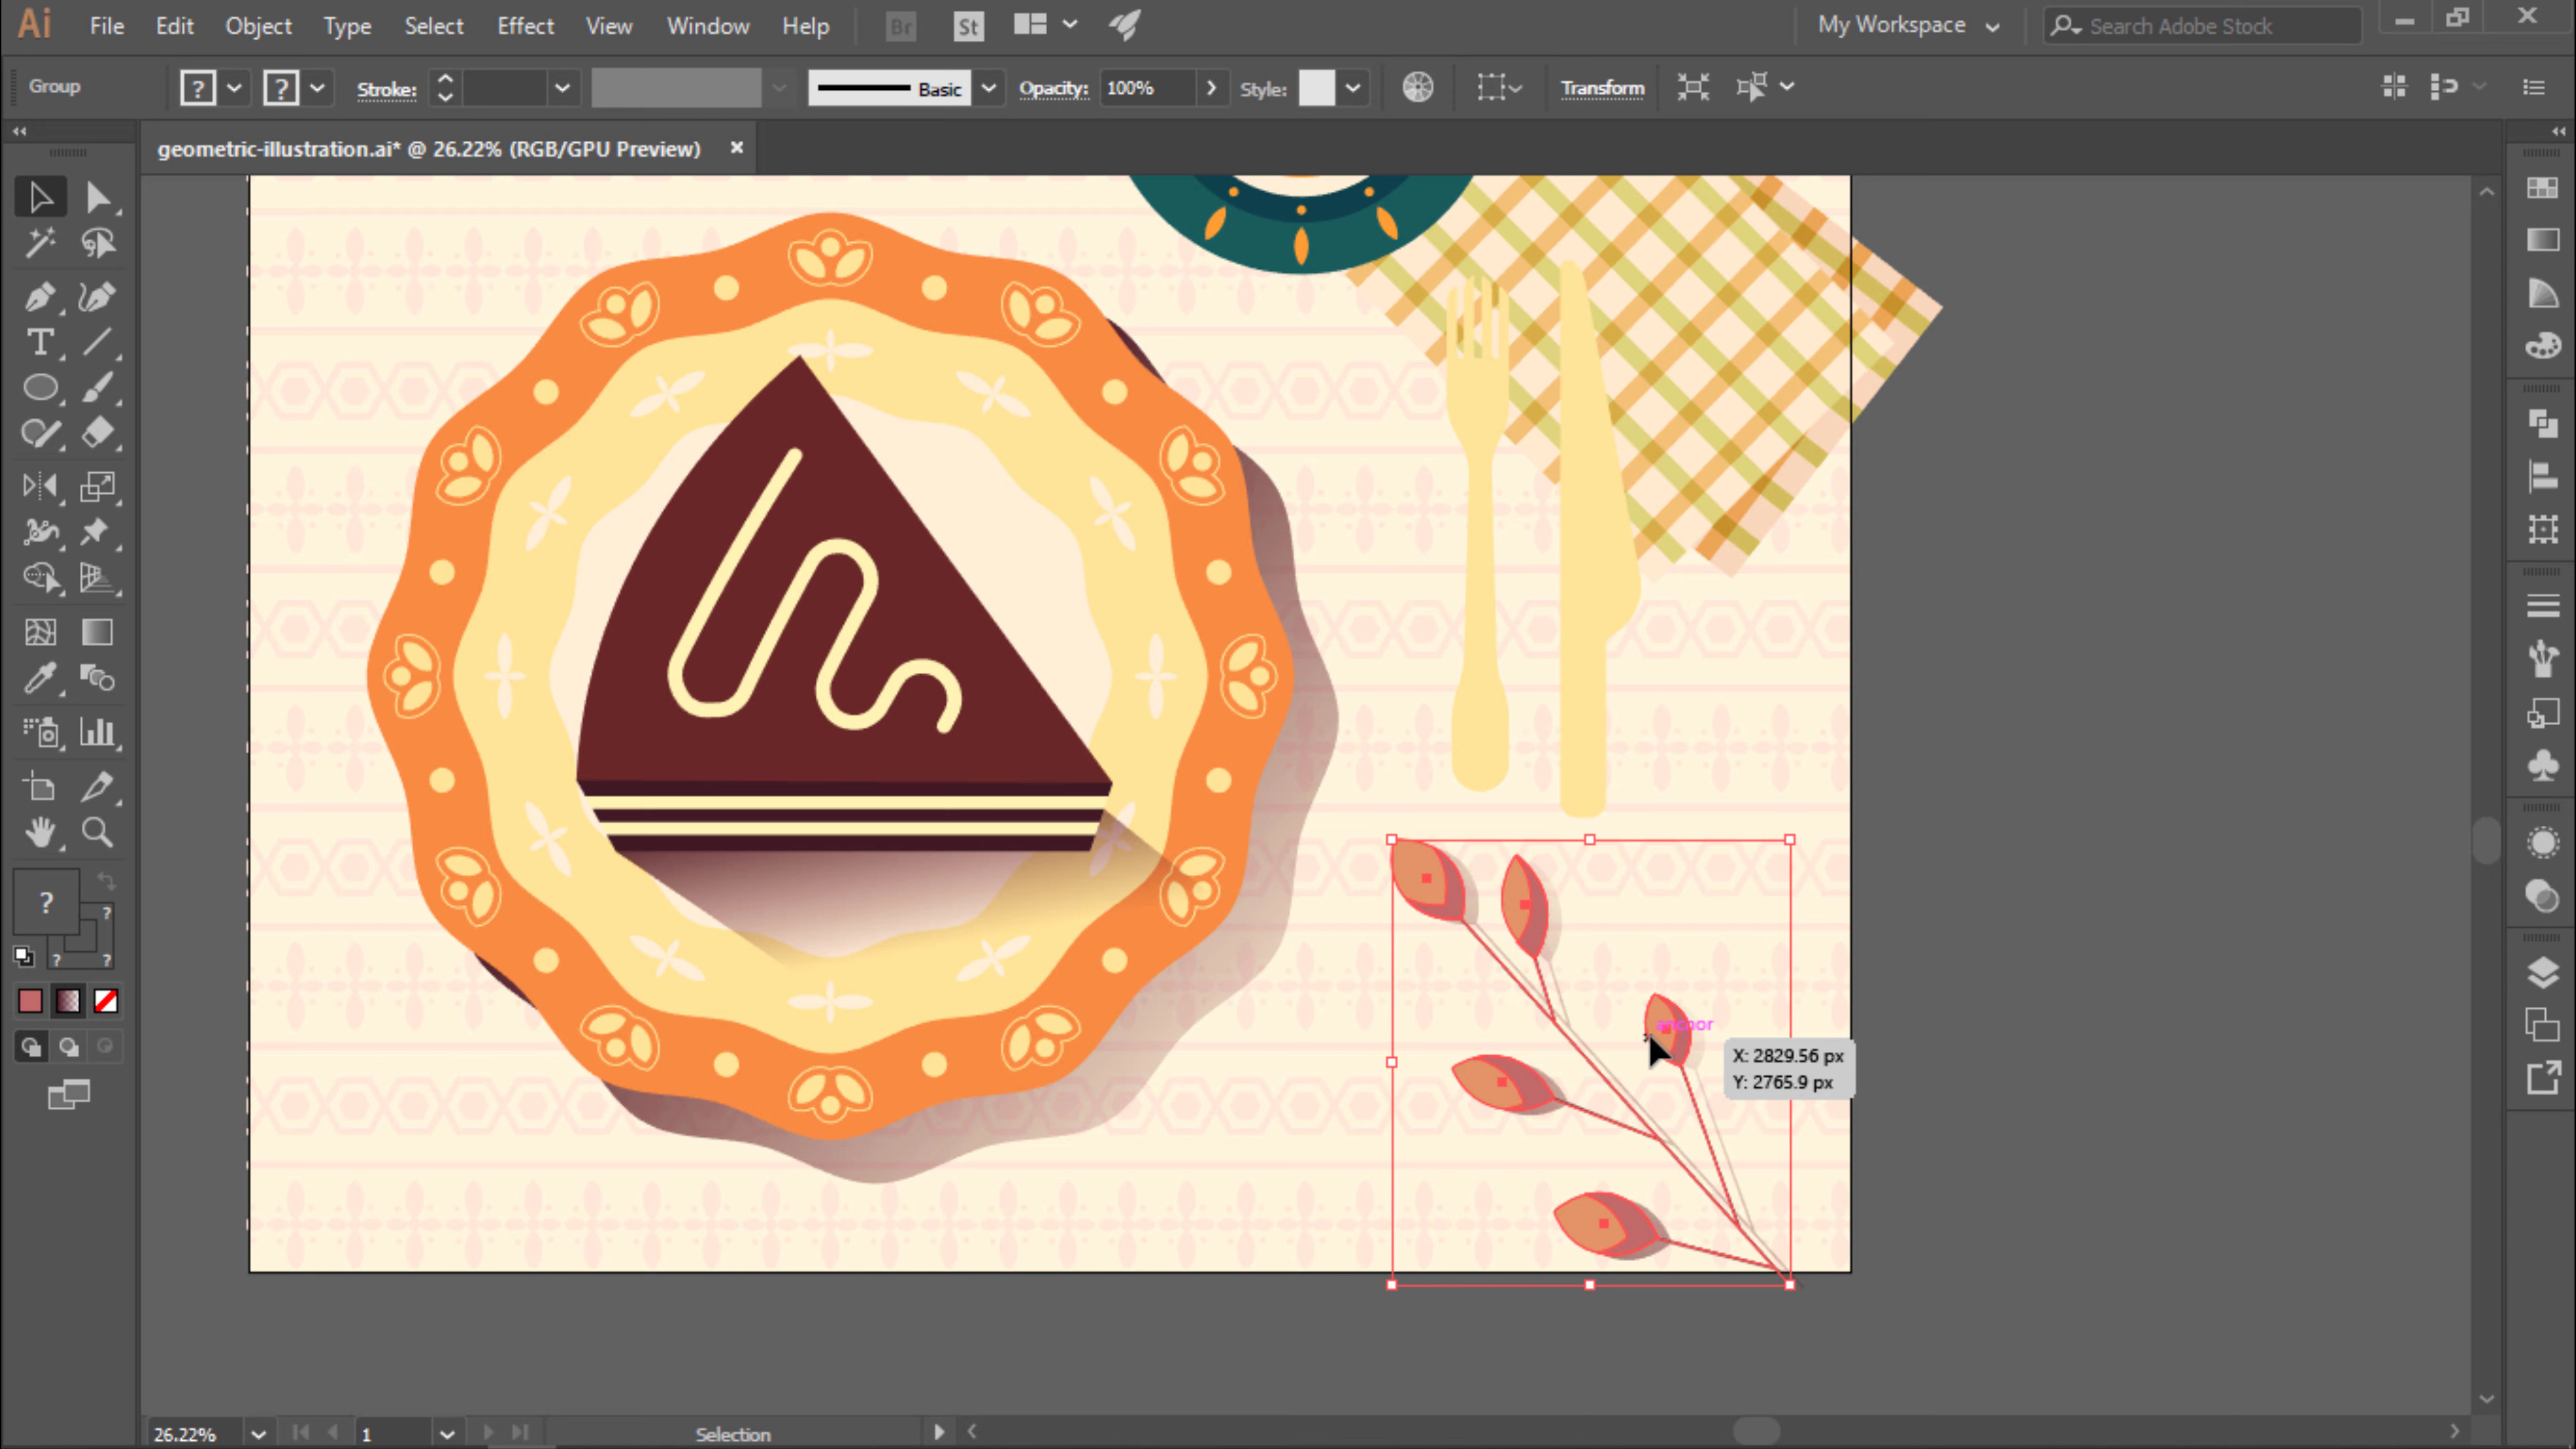 Ai File Edit Object Type Select Effect View Window Help Br St My Workspace Search Adobe Stock
Group ? ? Stroke: Basic Opacity: 100% Style: Transform
geometric-illustration.ai* @ 26.22% (RGB/GPU Preview) ×
T
?
?
? ?
anchor
X: 2829.56 px
Y: 2765.9 px
26.22% 1 Selection